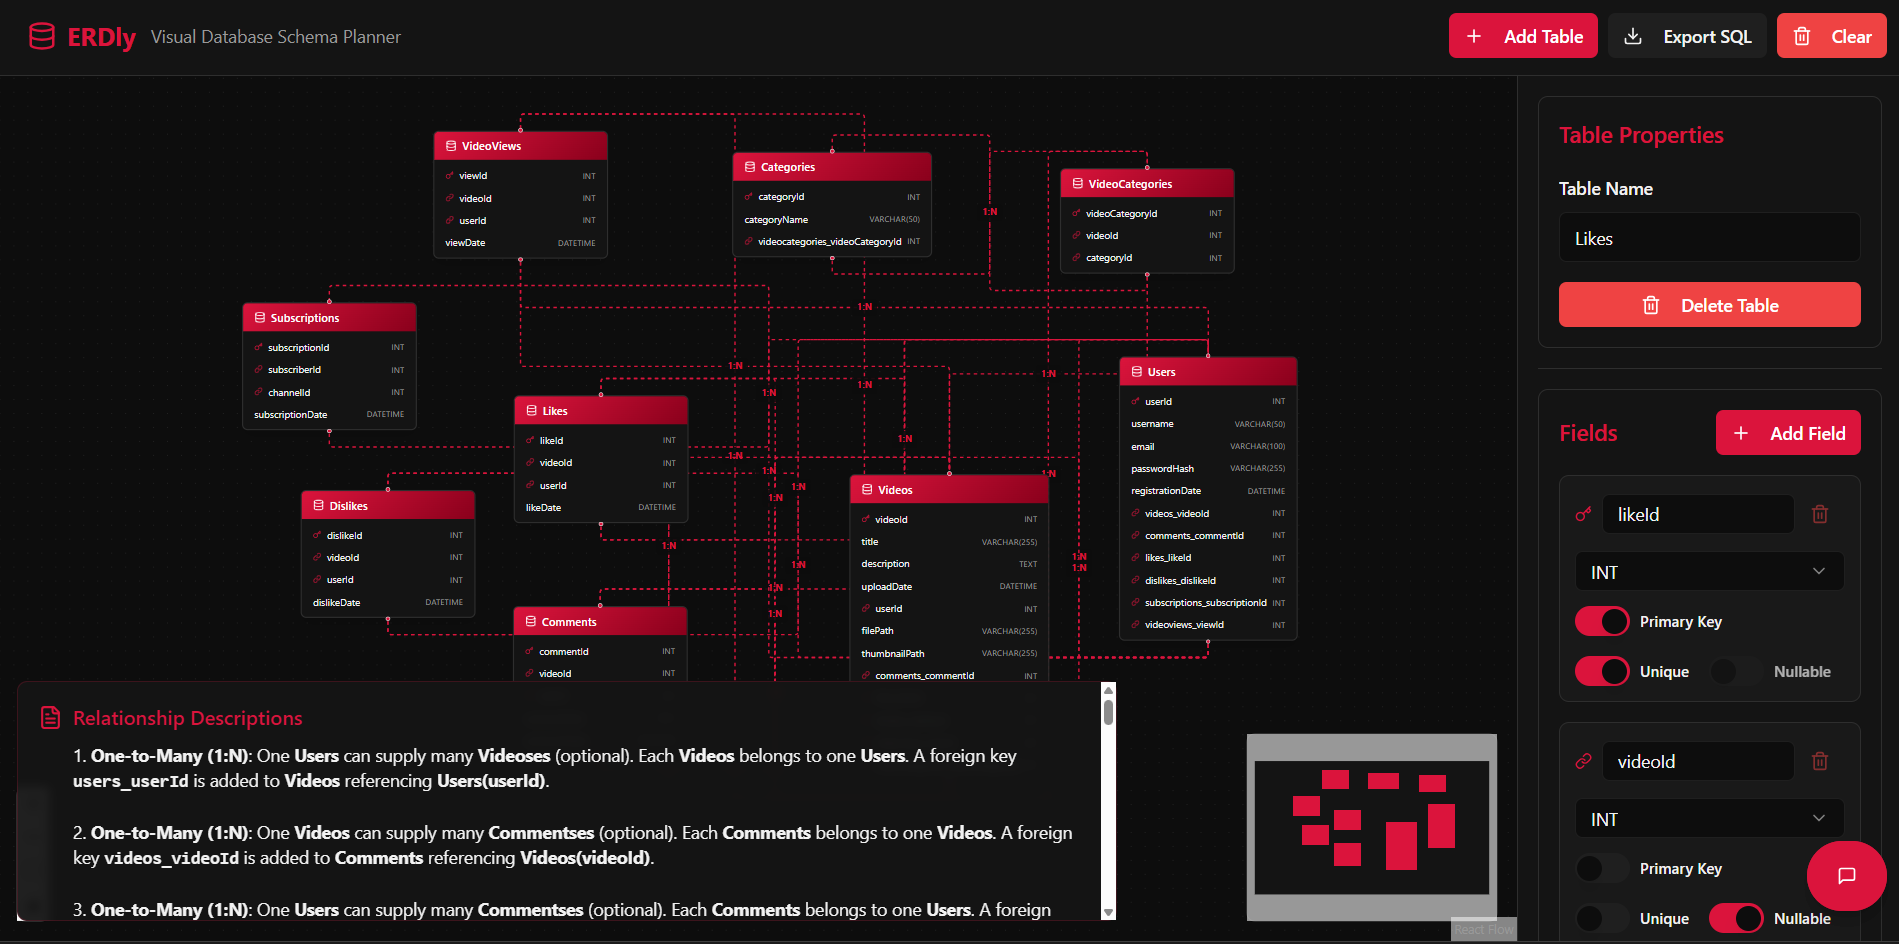 ERDly
Visual Database Schema Planner
Add Table
Export SQL
Clear
VideoViews
viewId INT
videoId INT
userId INT
viewDate DATETIME
Categories
categoryId INT
categoryName VARCHAR(50)
videocategories_videoCategoryId INT
VideoCategories
videoCategoryId INT
videoId INT
categoryId INT
1:N
Subscriptions
subscriptionId INT
subscriberId INT
channelId INT
subscriptionDate DATETIME
1:N
1:N
1:N
1:N
1:N
1:N
Likes
likeId INT
videoId INT
userId INT
likeDate DATETIME
1:N
1:N
1:N
1:N
1:N
1:N
Users
userId INT
username VARCHAR(50)
email VARCHAR(100)
passwordHash VARCHAR(255)
registrationDate DATETIME
videos_videoId INT
comments_commentId INT
likes_likeId INT
dislikes_dislikeId INT
subscriptions_subscriptionId INT
videoviews_viewId INT
Dislikes
dislikeId INT
videoId INT
userId INT
dislikeDate DATETIME
Videos
videoId INT
title VARCHAR(255)
description TEXT
uploadDate DATETIME
userId INT
filePath VARCHAR(255)
thumbnailPath VARCHAR(255)
comments_commentId INT
1:N
1:N
1:N
1:N
1:N
1:N
Comments
commentId INT
videoId INT
Relationship Descriptions
1. One-to-Many (1:N): One Users can supply many Videoses (optional). Each Videos belongs to one Users. A foreign key
users_userId is added to Videos referencing Users(userId).
2. One-to-Many (1:N): One Videos can supply many Commentses (optional). Each Comments belongs to one Videos. A foreign
key videos_videoId is added to Comments referencing Videos(videoId).
3. One-to-Many (1:N): One Users can supply many Commentses (optional). Each Comments belongs to one Users. A foreign
React Flow
Table Properties
Table Name
Likes
Delete Table
Fields
Add Field
likeId
INT
Primary Key
Unique
Nullable
videoId
INT
Primary Key
Unique
Nullable